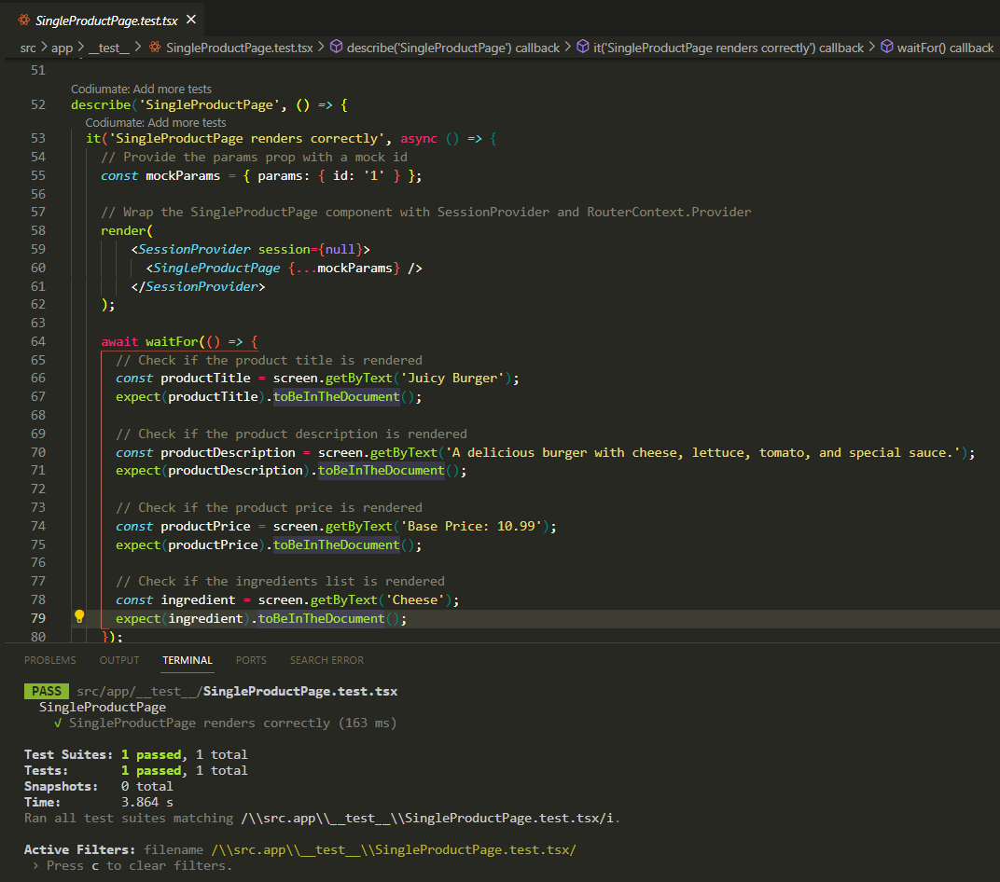 SingleProductPage.test.tsx ×
src > app > __test__ > SingleProductPage.test.tsx > describe('SingleProductPage') callback > it('SingleProductPage renders correctly') callback > waitFor() callback
51
Codiumate: Add more tests
52 describe('SingleProductPage', () => {
Codiumate: Add more tests
53 it('SingleProductPage renders correctly', async () => {
54 // Provide the params prop with a mock id
55 const mockParams = { params: { id: '1' } };
56
57 // Wrap the SingleProductPage component with SessionProvider and RouterContext.Provider
58 render(
59 <SessionProvider session={null}>
60 <SingleProductPage {...mockParams} />
61 </SessionProvider>
62 );
63
64 await waitFor(() => {
65 // Check if the product title is rendered
66 const productTitle = screen.getByText('Juicy Burger');
67 expect(productTitle).toBeInTheDocument();
68
69 // Check if the product description is rendered
70 const productDescription = screen.getByText('A delicious burger with cheese, lettuce, tomato, and special sauce.');
71 expect(productDescription).toBeInTheDocument();
72
73 // Check if the product price is rendered
74 const productPrice = screen.getByText('Base Price: 10.99');
75 expect(productPrice).toBeInTheDocument();
76
77 // Check if the ingredients list is rendered
78 const ingredient = screen.getByText('Cheese');
79 expect(ingredient).toBeInTheDocument();
80 });
PROBLEMS OUTPUT TERMINAL PORTS SEARCH ERROR
PASS src/app/__test__/SingleProductPage.test.tsx
SingleProductPage
√ SingleProductPage renders correctly (163 ms)
Test Suites: 1 passed, 1 total
Tests: 1 passed, 1 total
Snapshots: 0 total
Time: 3.864 s
Ran all test suites matching /\\src.app\\__test__\\SingleProductPage.test.tsx/i.
Active Filters: filename /\\src.app\\__test__\\SingleProductPage.test.tsx/
› Press c to clear filters.